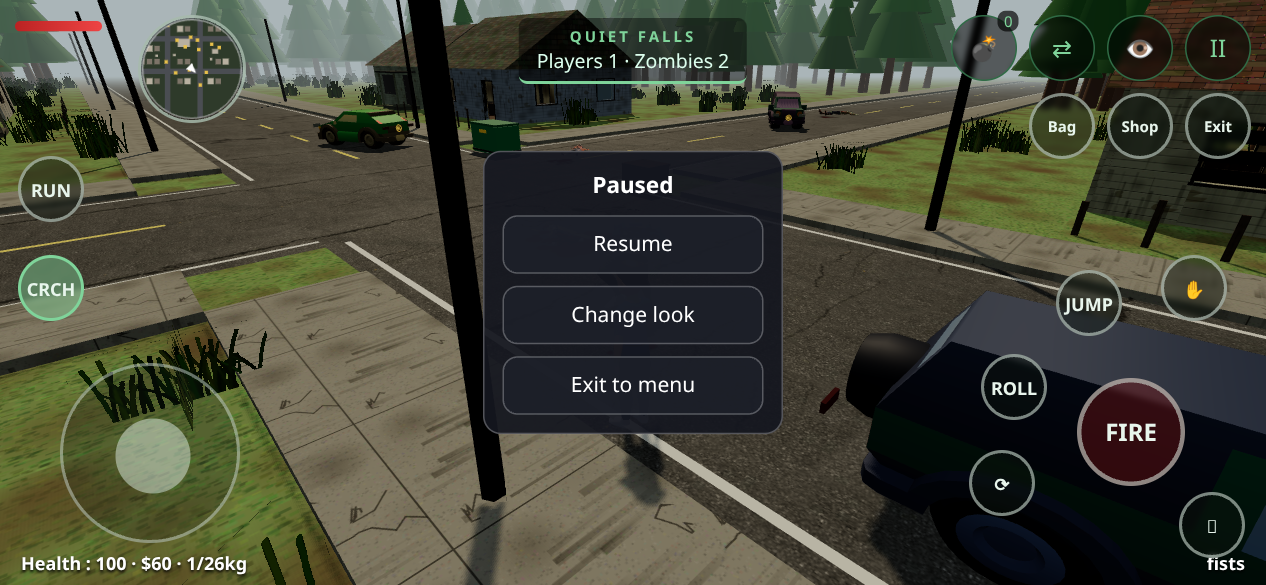 QUIET FALLS
Players 1 · Zombies 2
0
Bag
Shop
Exit
RUN
CRCH
Paused
Resume
Change look
Exit to menu
JUMP
ROLL
FIRE
Health : 100 · $60 · 1/26kg
fists